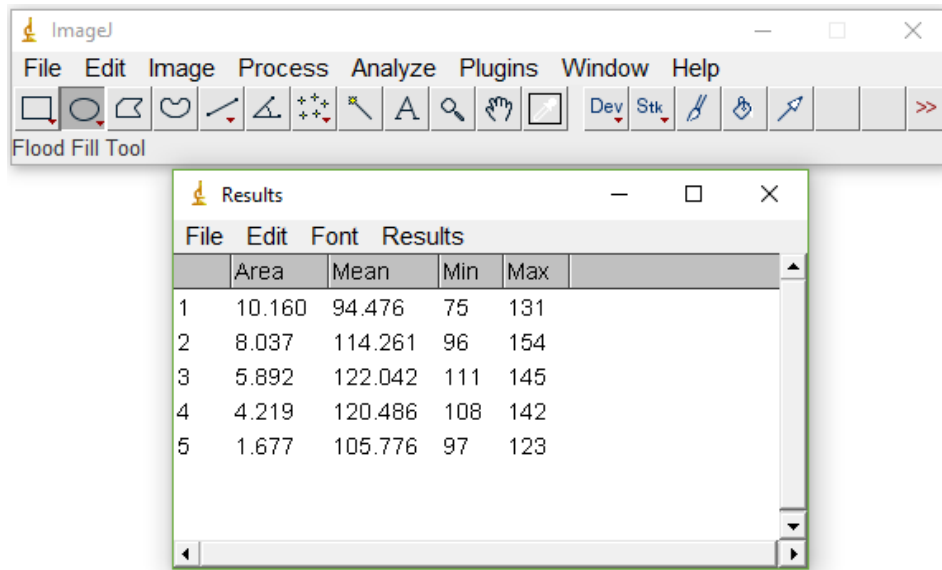 ImageJ
File Edit Image Process Analyze Plugins Window Help
A Dev Stk >>
Flood Fill Tool
Results
File Edit Font Results
Area Mean Min Max
1 10.160 94.476 75 131
2 8.037 114.261 96 154
3 5.892 122.042 111 145
4 4.219 120.486 108 142
5 1.677 105.776 97 123